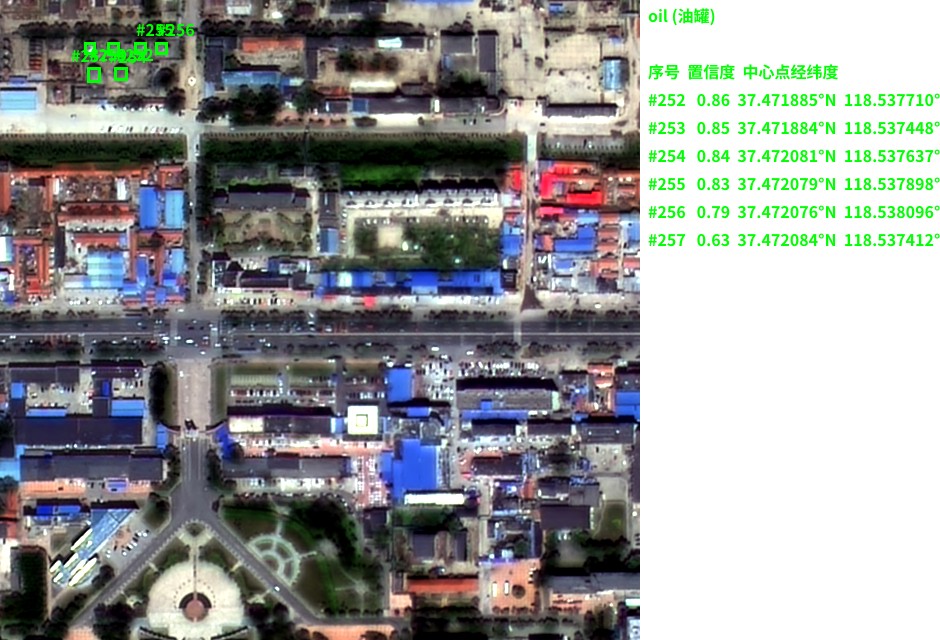 #255 #256
oil (油罐)
序号 置信度 中心点经纬度
#252 0.86 37.471885°N 118.537710°
#253 0.85 37.471884°N 118.537448°
#254 0.84 37.472081°N 118.537637°
#255 0.83 37.472079°N 118.537898°
#256 0.79 37.472076°N 118.538096°
#257 0.63 37.472084°N 118.537412°